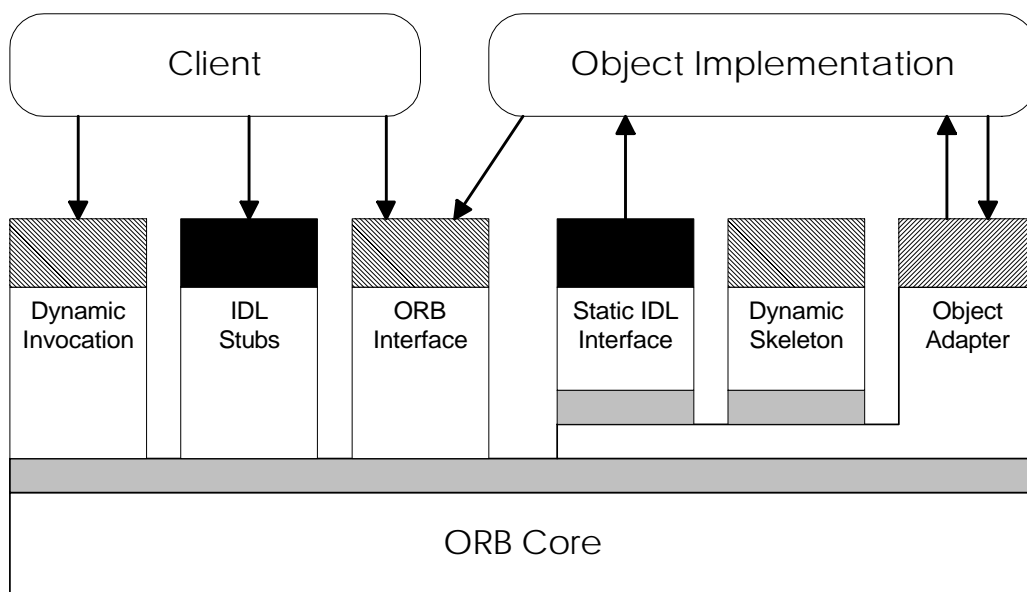 Client
Object Implementation
Dynamic
Invocation
IDL
Stubs
ORB
Interface
Static IDL
Interface
Dynamic
Skeleton
Object
Adapter
ORB Core